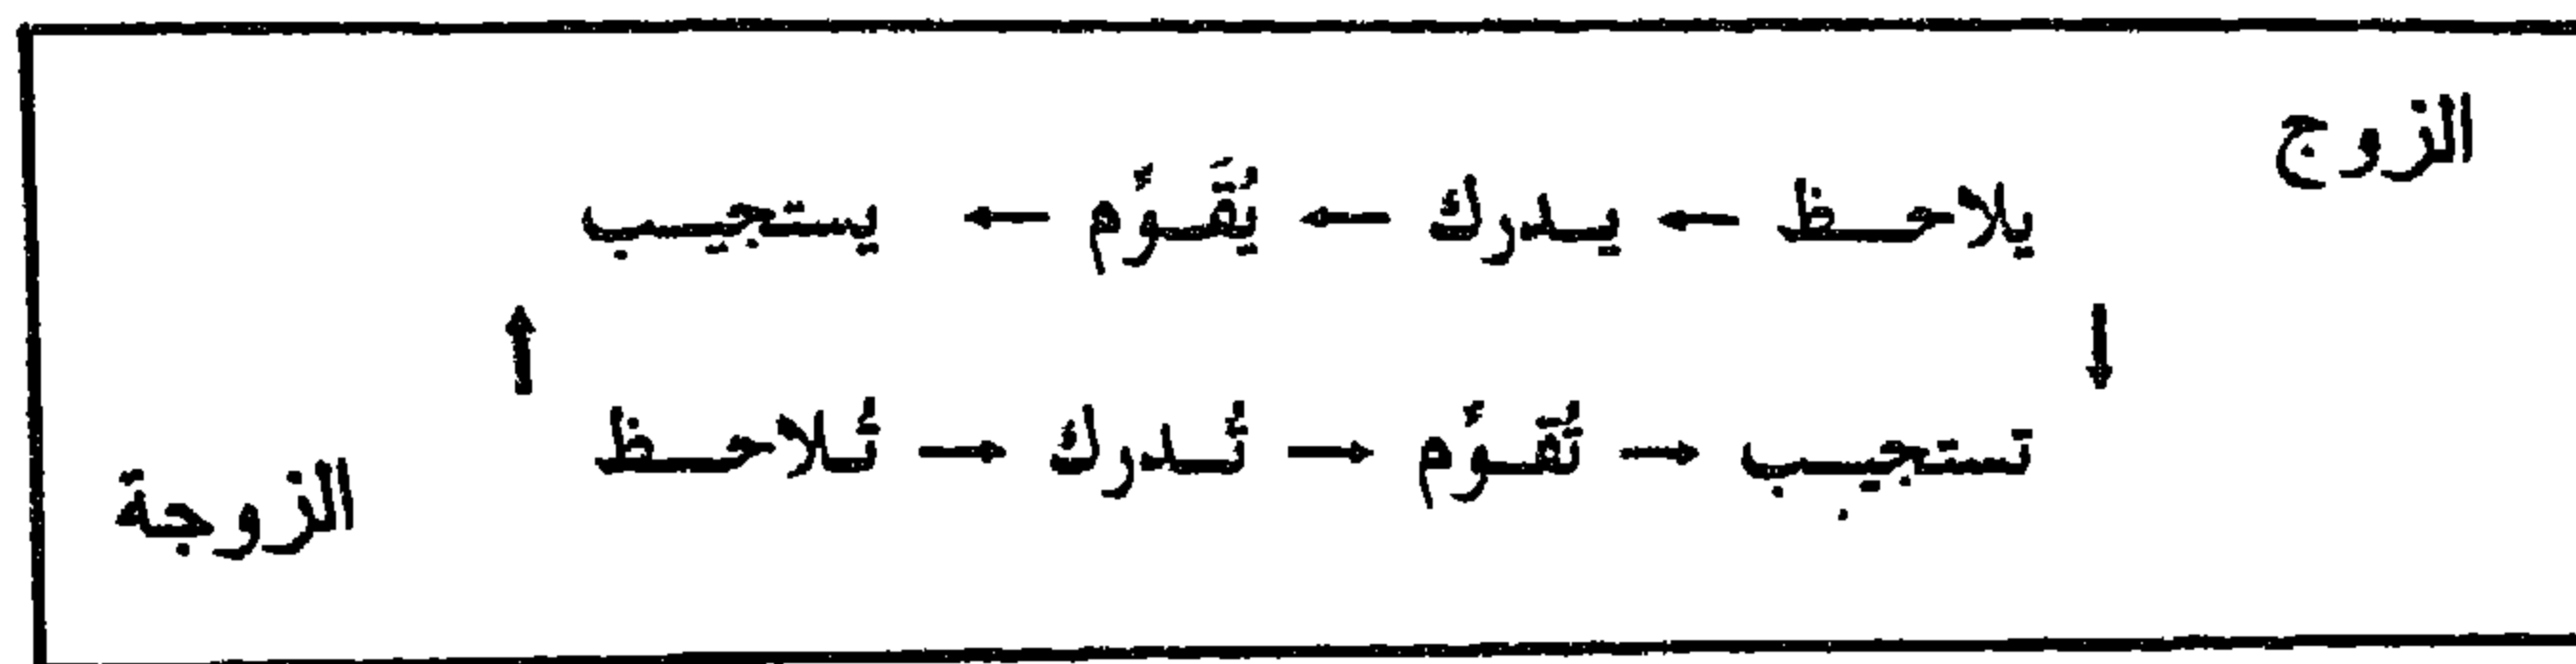 الزوج
يلاحظ ← يدرك ← يُقَوِّم ← يستجيب
↑ ↓
تستجيب → تُقَوِّم → تُدرك → تُلاحظ
الزوجة